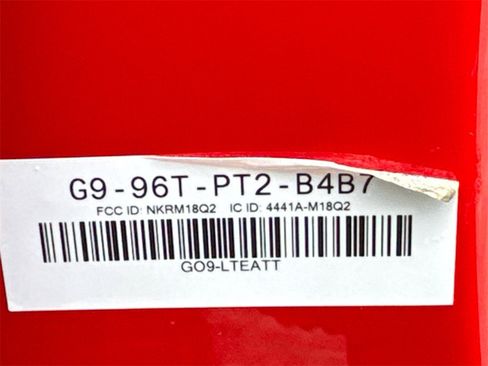 G9-96T-PT2-B4B7
FCC ID: NKRM18Q2 IC ID: 4441A-M18Q2
GO9-LTEATT